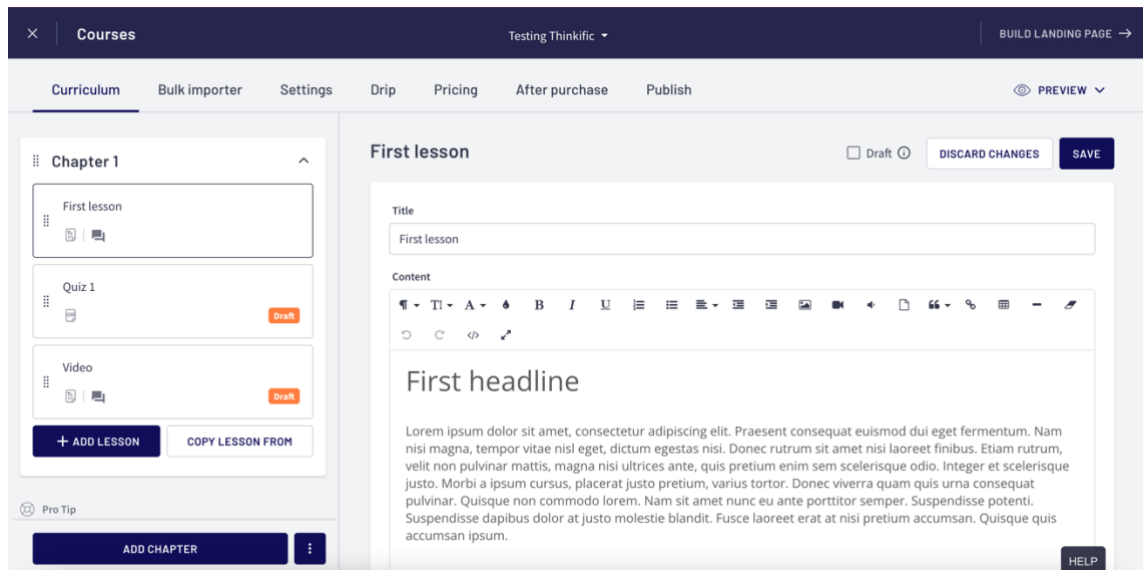 Courses
Testing Thinkific
BUILD LANDING PAGE →
Curriculum
Bulk importer
Settings
Drip
Pricing
After purchase
Publish
PREVIEW
Chapter 1
First lesson
Quiz 1
Draft
Video
Draft
+ ADD LESSON
COPY LESSON FROM
Pro Tip
ADD CHAPTER
First lesson
Draft
DISCARD CHANGES
SAVE
Title
First lesson
Content
First headline
Lorem ipsum dolor sit amet, consectetur adipiscing elit. Praesent consequat euismod dui eget fermentum. Nam
nisi magna, tempor vitae nisl eget, dictum egestas nisi. Donec rutrum sit amet nisi laoreet finibus. Etiam rutrum,
velit non pulvinar mattis, magna nisi ultrices ante, quis pretium enim sem scelerisque odio. Integer et scelerisque
justo. Morbi a ipsum cursus, placerat justo pretium, varius tortor. Donec viverra quam quis urna consequat
pulvinar. Quisque non commodo lorem. Nam sit amet nunc eu ante porttitor semper. Suspendisse potenti.
Suspendisse dapibus dolor at justo molestie blandit. Fusce laoreet erat at nisi pretium accumsan. Quisque quis
accumsan ipsum.
HELP